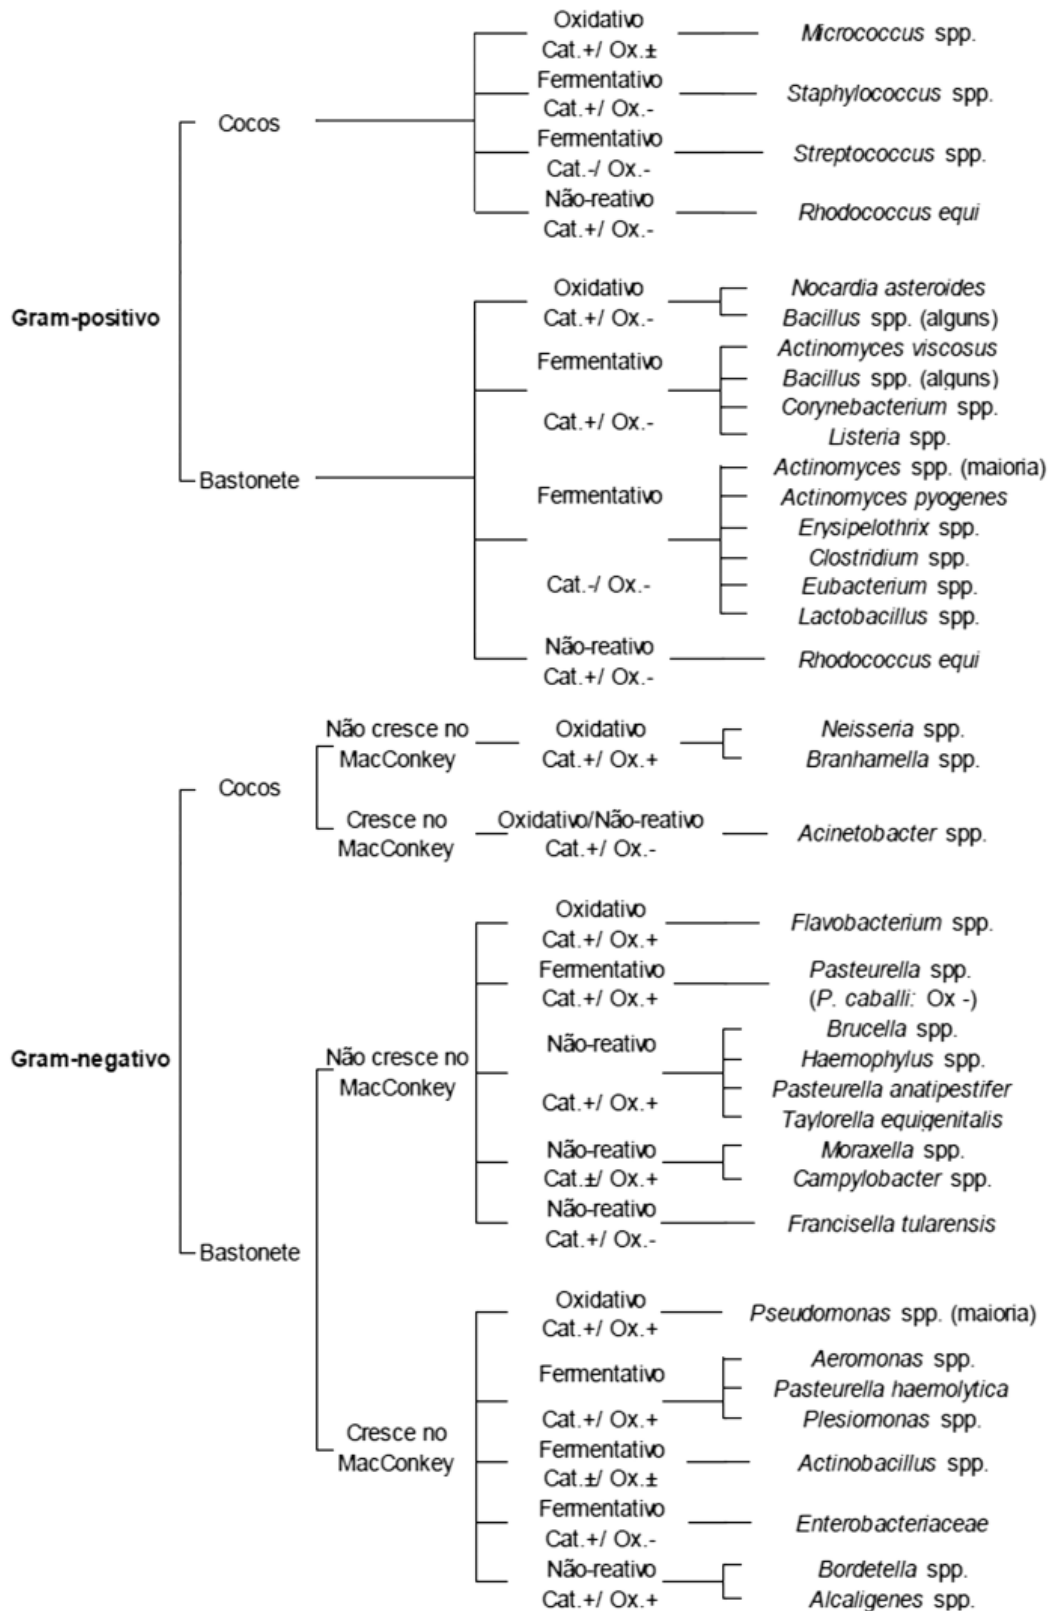 Oxidativo
Cat.+/ Ox.±
Micrococcus spp.
Fermentativo
Cat.+/ Ox.-
Staphylococcus spp.
Cocos
Fermentativo
Cat.-/ Ox.-
Streptococcus spp.
Não-reativo
Cat.+/ Ox.-
Rhodococcus equi
Gram-positivo
Oxidativo
Cat.+/ Ox.-
Nocardia asteroides
Bacillus spp. (alguns)
Fermentativo
Cat.+/ Ox.-
Actinomyces viscosus
Bacillus spp. (alguns)
Corynebacterium spp.
Listeria spp.
Bastonete
Fermentativo
Cat.-/ Ox.-
Actinomyces spp. (maioria)
Actinomyces pyogenes
Erysipelothrix spp.
Clostridium spp.
Eubacterium spp.
Lactobacillus spp.
Não-reativo
Cat.+/ Ox.-
Rhodococcus equi
Cocos
Não cresce no
MacConkey
Oxidativo
Cat.+/ Ox.+
Neisseria spp.
Branhamella spp.
Cresce no
MacConkey
Oxidativo/Não-reativo
Cat.+/ Ox.-
Acinetobacter spp.
Gram-negativo
Bastonete
Não cresce no
MacConkey
Oxidativo
Cat.+/ Ox.+
Flavobacterium spp.
Fermentativo
Cat.+/ Ox.+
Pasteurella spp.
(P. caballi: Ox -)
Não-reativo
Cat.+/ Ox.+
Brucella spp.
Haemophylus spp.
Pasteurella anatipestifer
Taylorella equigenitalis
Não-reativo
Cat.±/ Ox.+
Moraxella spp.
Campylobacter spp.
Não-reativo
Cat.+/ Ox.-
Francisella tularensis
Cresce no
MacConkey
Oxidativo
Cat.+/ Ox.+
Pseudomonas spp. (maioria)
Fermentativo
Cat.+/ Ox.+
Aeromonas spp.
Pasteurella haemolytica
Plesiomonas spp.
Fermentativo
Cat.±/ Ox.±
Actinobacillus spp.
Fermentativo
Cat.+/ Ox.-
Enterobacteriaceae
Não-reativo
Cat.+/ Ox.+
Bordetella spp.
Alcaligenes spp.